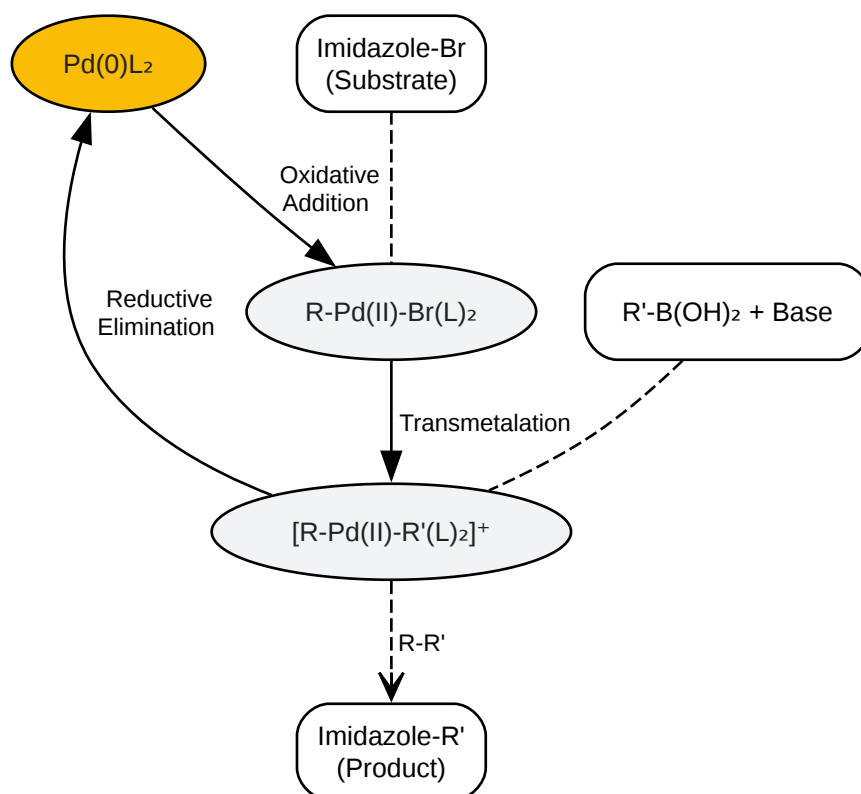 Pd(0)L₂
Imidazole-Br
(Substrate)
Oxidative
Addition
Reductive
Elimination
R-Pd(II)-Br(L)₂
R'-B(OH)₂ + Base
Transmetalation
[R-Pd(II)-R'(L)₂]⁺
R-R'
Imidazole-R'
(Product)